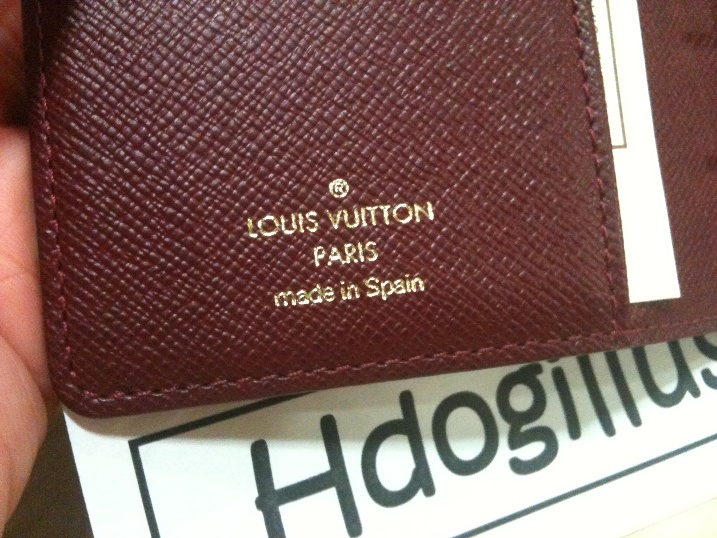 ®
LOUIS VUITTON
PARIS
made in Spain
Hdogillus